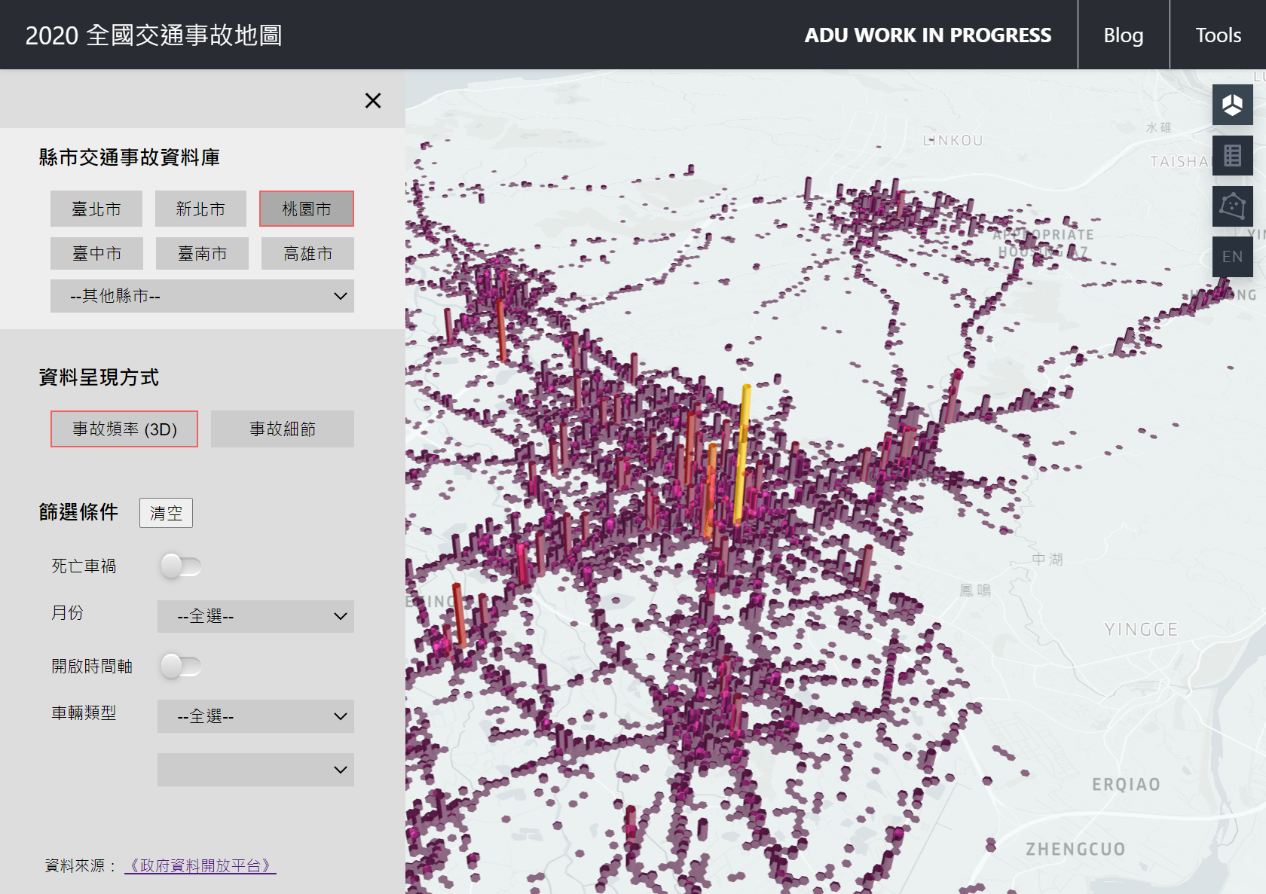 2020 全國交通事故地圖
ADU WORK IN PROGRESS
Blog
Tools
縣市交通事故資料庫
臺北市
新北市
桃園市
臺中市
臺南市
高雄市
--其他縣市--
資料呈現方式
事故頻率 (3D)
事故細節
篩選條件
清空
死亡車禍
月份
--全選--
開啟時間軸
車輛類型
--全選--
資料來源：《政府資料開放平台》
LINKOU
水碓
EN
APPROPRIATE
HOUSING A7
中湖
鳳鳴
YINGGE
ERQIAO
ZHENGCUO